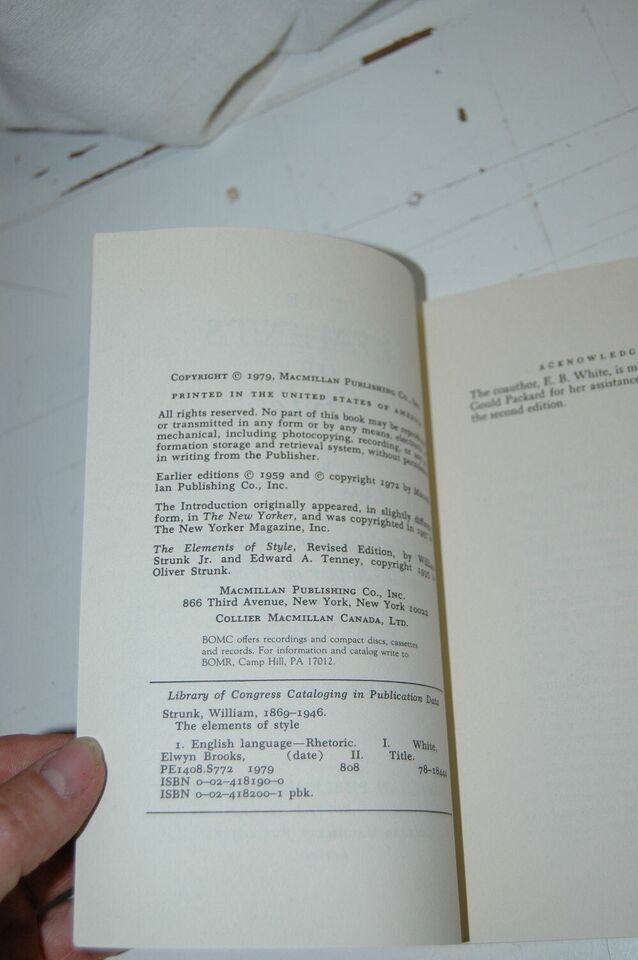 COPYRIGHT © 1979, MACMILLAN PUBLISHING CO., Inc.
PRINTED IN THE UNITED STATES OF AMERICA
All rights reserved. No part of this book may be
or transmitted in any form or by any means,
mechanical, including photocopying, recording, or
formation storage and retrieval system, without
in writing from the Publisher.
Earlier editions © 1959 and © copyright 1972 by
lan Publishing Co., Inc.
The Introduction originally appeared, in slightly
form, in The New Yorker, and was copyrighted in
The New Yorker Magazine, Inc.
The Elements of Style, Revised Edition, by
Strunk Jr. and Edward A. Tenney, copyright
Oliver Strunk.
MACMILLAN PUBLISHING CO., INC.
866 Third Avenue, New York, New York 10022
COLLIER MACMILLAN CANADA, LTD.
BOMC offers recordings and compact discs, cassettes
and records. For information and catalog write to
BOMR, Camp Hill, PA 17012.
Library of Congress Cataloging in Publication Data
Strunk, William, 1869–1946.
The elements of style
1. English language—Rhetoric. I. White,
Elwyn Brooks, (date) II. Title.
PE1408.S772 1979 808
ISBN 0-02-418190-0
ISBN 0-02-418200-1 pbk.
ACKNOWLEDG
The coauthor, E. B. White, is m
Gould Packard for her assistance
the second edition.